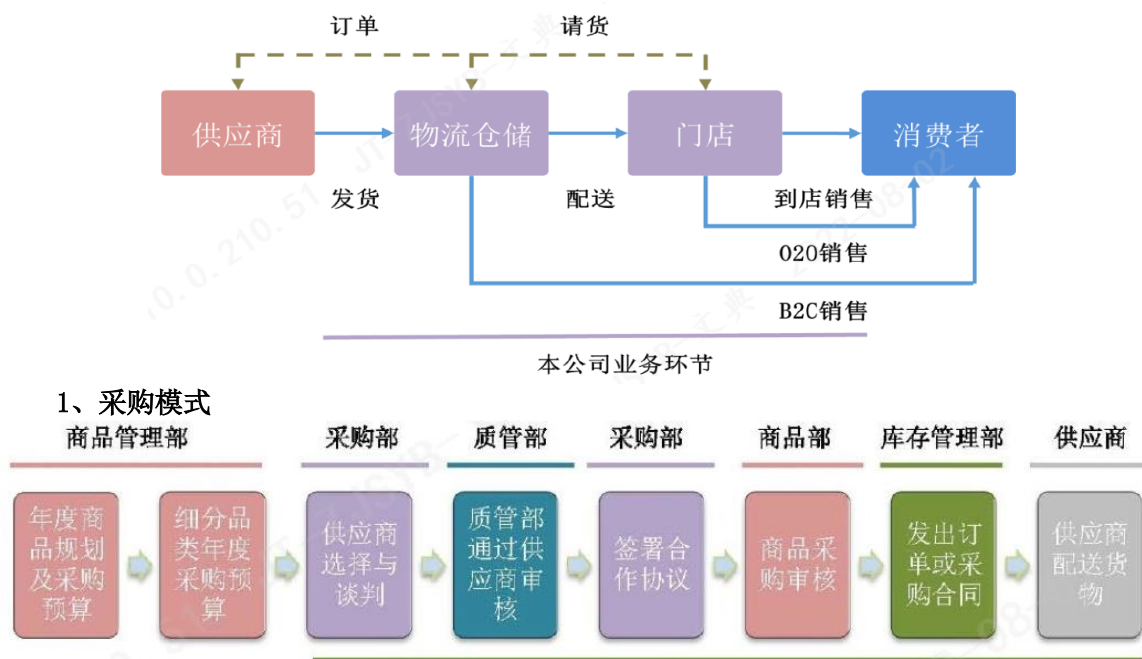 订单
请货
供应商
物流仓储
门店
消费者
发货
配送
到店销售
O2O销售
B2C销售
本公司业务环节
1、采购模式
商品管理部
采购部
质管部
采购部
商品部
库存管理部
供应商
年度商
品规划
及采购
预算
细分品
类年度
采购预
算
供应商
选择与
谈判
质管部
通过供
应商审
核
签署合
作协议
商品采
购审核
发出订
单或采
购合同
供应商
配送货
物